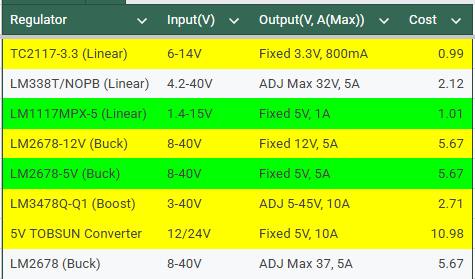 Regulator Input(V) Output(V, A(Max)) Cost
TC2117-3.3 (Linear) 6-14V Fixed 3.3V, 800mA 0.99
LM338T/NOPB (Linear) 4.2-40V ADJ Max 32V, 5A 2.12
LM1117MPX-5 (Linear) 1.4-15V Fixed 5V, 1A 1.01
LM2678-12V (Buck) 8-40V Fixed 12V, 5A 5.67
LM2678-5V (Buck) 8-40V Fixed 5V, 5A 5.67
LM3478Q-Q1 (Boost) 3-40V ADJ 5-45V, 10A 2.71
5V TOBSUN Converter 12/24V Fixed 5V, 10A 10.98
LM2678 (Buck) 8-40V ADJ Max 37, 5A 5.67